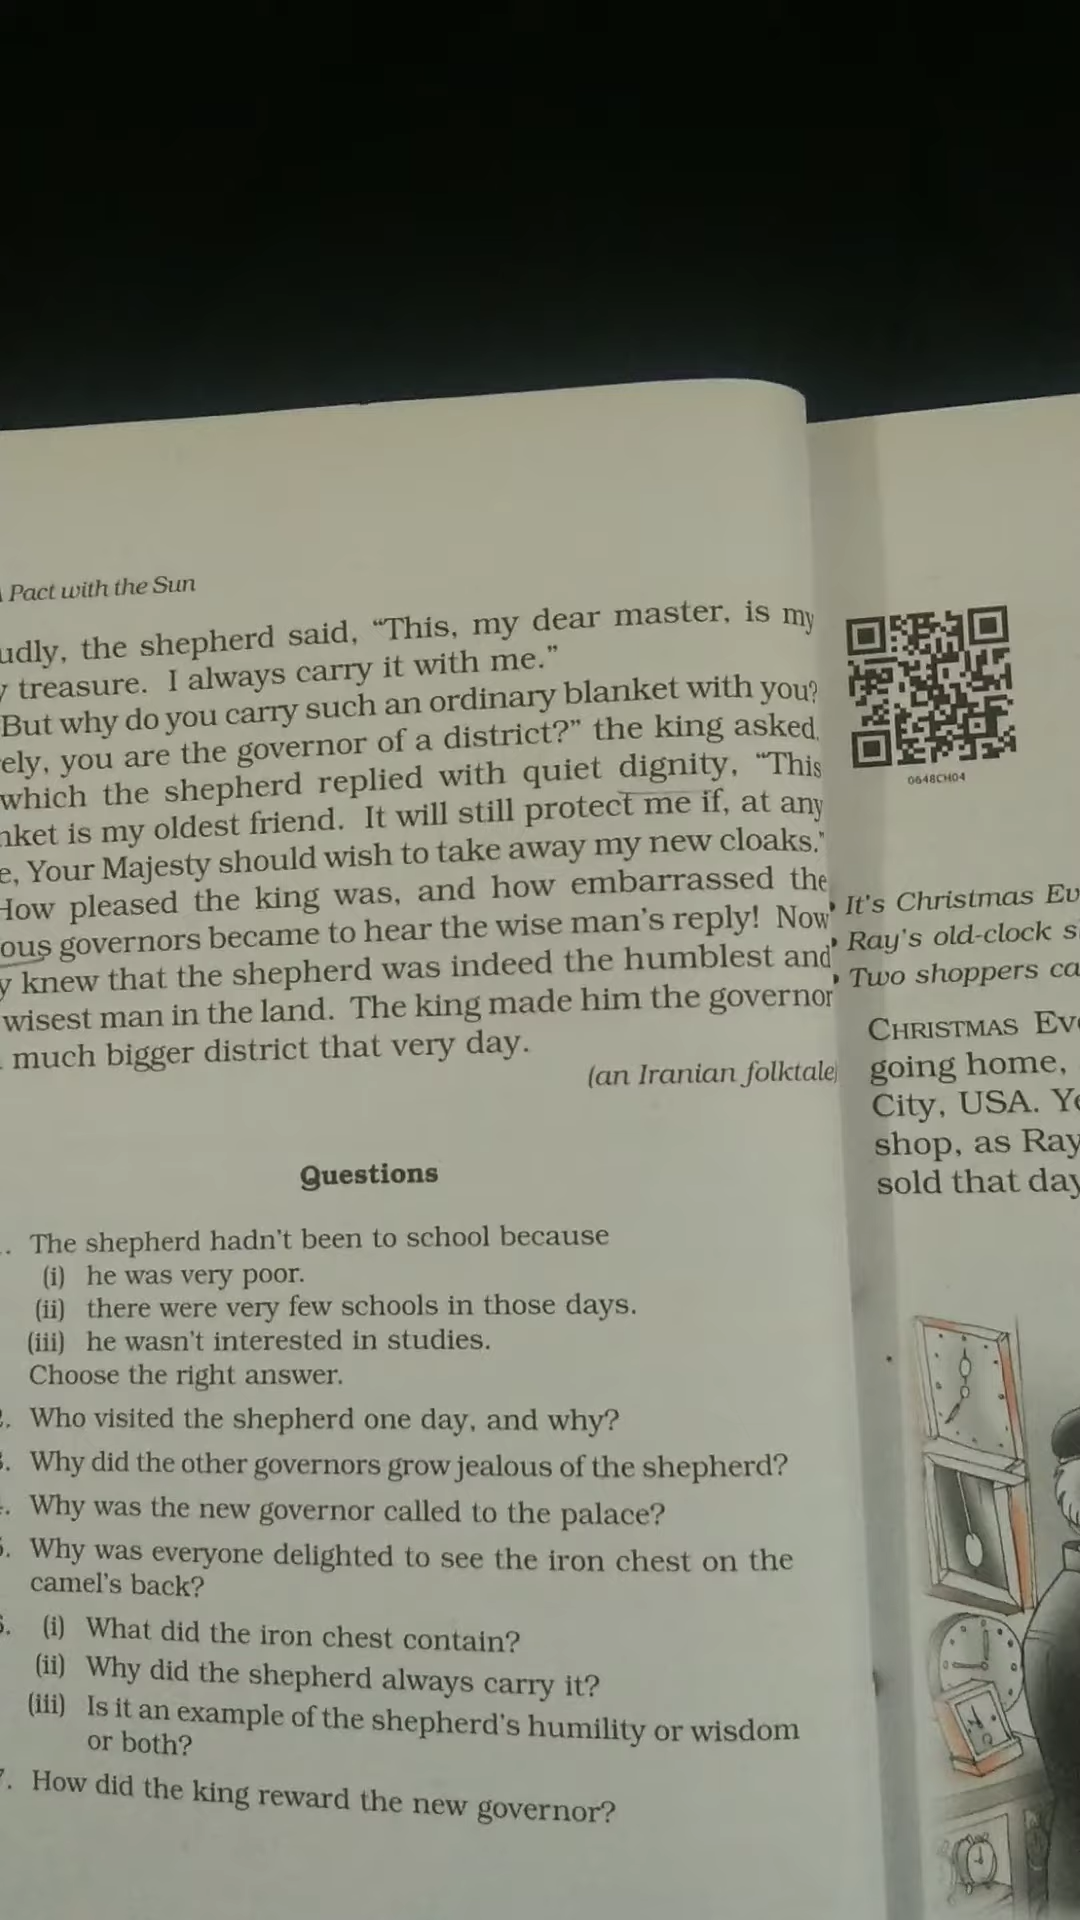 Pact with the Sun
the shepherd said, “This, my dear master, is my
treasure. I always carry it with me.”
But why do you carry such an ordinary blanket with you?
you are the governor of a district?” the king asked.
which the shepherd replied with quiet dignity, “This
is my oldest friend. It will still protect me if, at any
Your Majesty should wish to take away my new cloaks.”
How pleased the king was, and how embarrassed the
governors became to hear the wise man’s reply! Now
knew that the shepherd was indeed the humblest and
wisest man in the land. The king made him the governor
much bigger district that very day.
(an Iranian folktale)
Questions
The shepherd hadn’t been to school because
(i) he was very poor.
(ii) there were very few schools in those days.
(iii) he wasn’t interested in studies.
Choose the right answer.
Who visited the shepherd one day, and why?
Why did the other governors grow jealous of the shepherd?
Why was the new governor called to the palace?
Why was everyone delighted to see the iron chest on the
camel’s back?
(i) What did the iron chest contain?
(ii) Why did the shepherd always carry it?
(iii) Is it an example of the shepherd’s humility or wisdom
or both?
How did the king reward the new governor?
0648CH04
It’s Christmas
Ray’s old-clock
Two shoppers
CHRISTMAS
going home,
City, USA.
shop, as Ray
sold that day